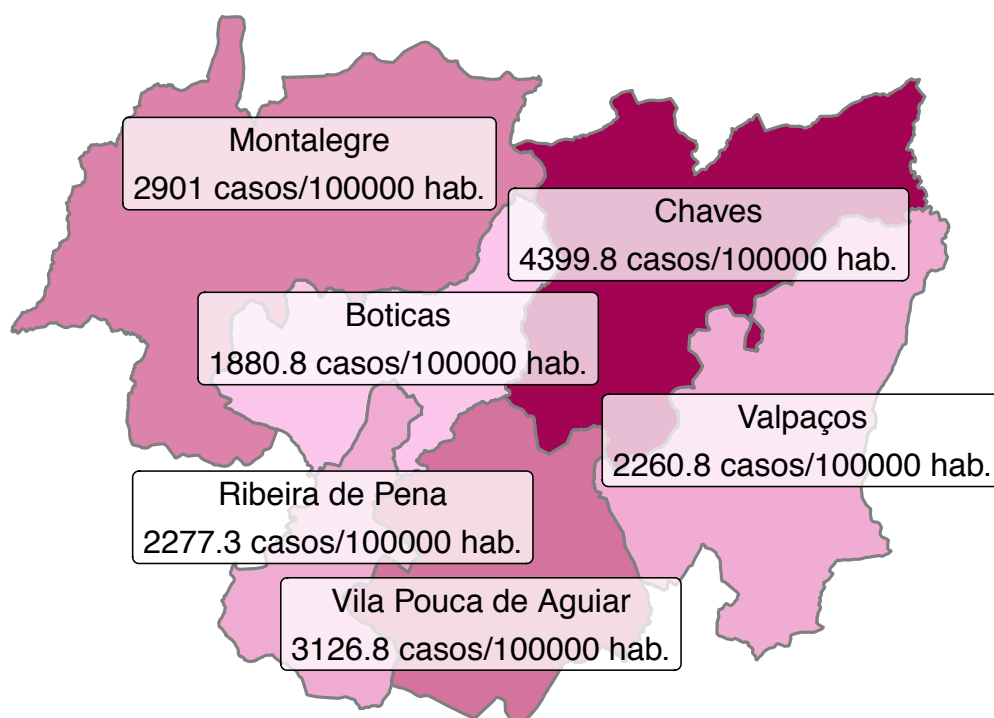 Montalegre
2901 casos/100000 hab.
Chaves
4399.8 casos/100000 hab.
Boticas
1880.8 casos/100000 hab.
Valpaços
2260.8 casos/100000 hab.
Ribeira de Pena
2277.3 casos/100000 hab.
Vila Pouca de Aguiar
3126.8 casos/100000 hab.